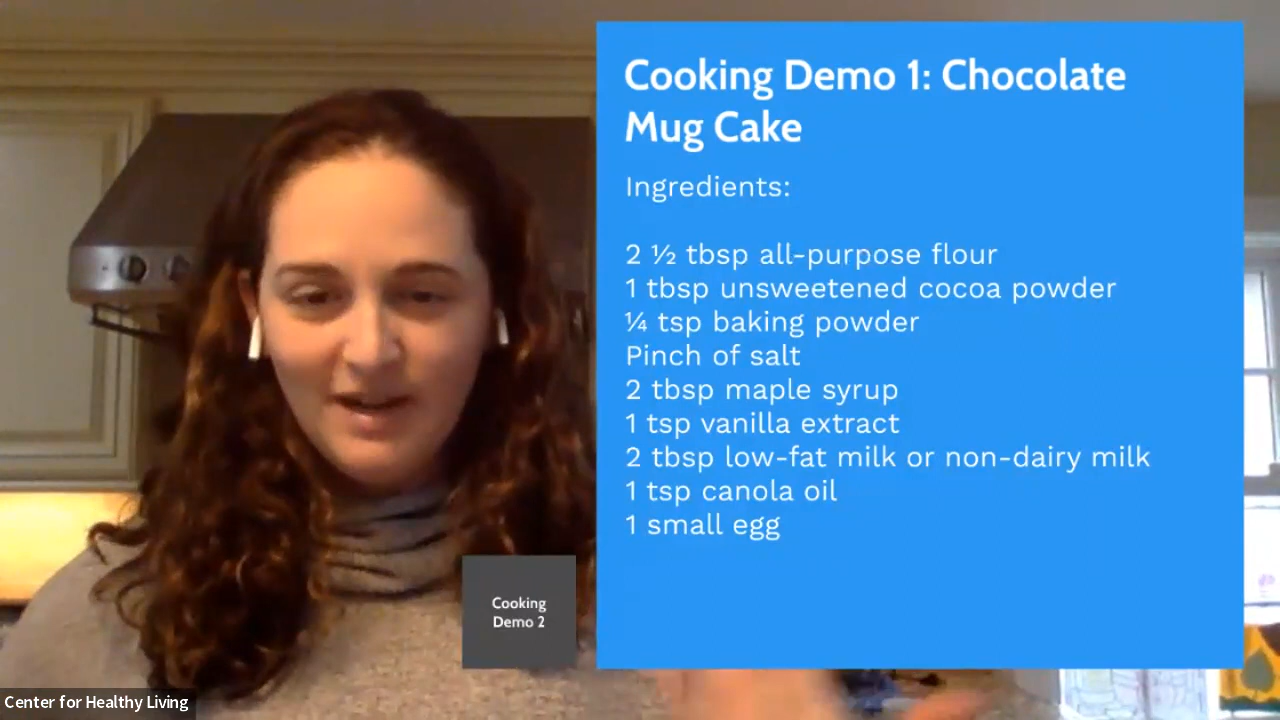 Cooking Demo 1: Chocolate
Mug Cake
Ingredients:
2 ½ tbsp all-purpose flour
1 tbsp unsweetened cocoa powder
¼ tsp baking powder
Pinch of salt
2 tbsp maple syrup
1 tsp vanilla extract
2 tbsp low-fat milk or non-dairy milk
1 tsp canola oil
1 small egg
Cooking
Demo 2
Center for Healthy Living